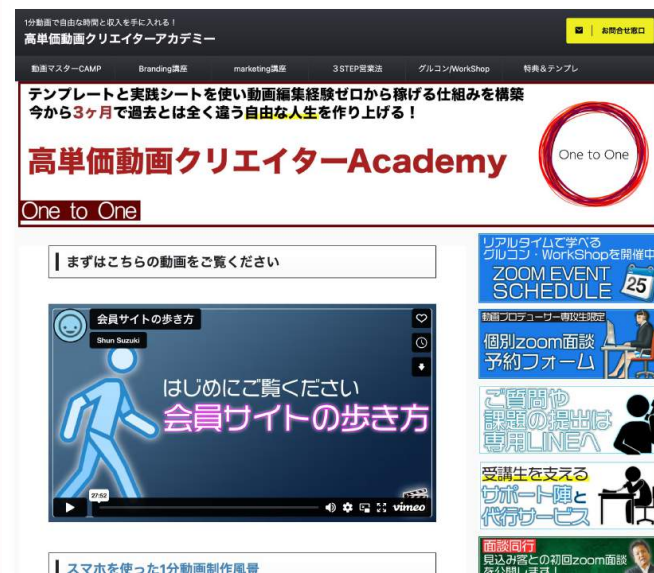 1分動画で自由な時間と収入を手に入れる！
高単価動画クリエイターアカデミー
お問合せ窓口
動画マスターCAMP
Branding講座
marketing講座
3STEP営業法
グルコン/WorkShop
特典&テンプレ
テンプレートと実践シートを使い動画編集経験ゼロから稼げる仕組みを構築
今から3ヶ月で過去とは全く違う自由な人生を作り上げる！
高単価動画クリエイターAcademy
One to One
One to One
まずはこちらの動画をご覧ください
会員サイトの歩き方
Shun Suzuki
はじめにご覧ください
会員サイトの歩き方
27:52
vimeo
スマホを使った1分動画制作風景
リアルタイムで学べる
グルコン・WorkShopを開催中
ZOOM EVENT
SCHEDULE
25
動画プロデューサー専攻生限定
個別zoom面談
予約フォーム
ご質問や
課題の提出は
専用LINEへ
受講生を支える
サポート陣と
代行サービス
面談同行
見込み客との初回zoom面談
を公開します！